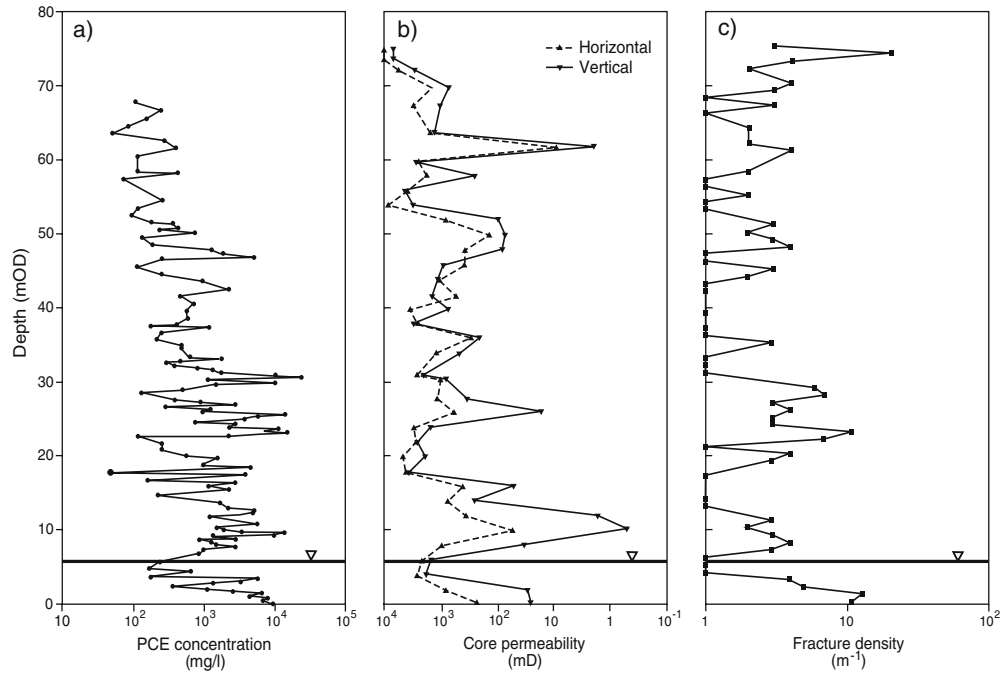 a)
b)
c)
Horizontal
Vertical
Depth (mOD)
70
60
50
40
30
20
10
0
10 10² 10³ 10⁴ 10⁵
PCE concentration
(mg/l)
10⁴ 10³ 10² 10 1 10⁻¹
Core permeability
(mD)
1 10 10²
Fracture density
(m⁻¹)